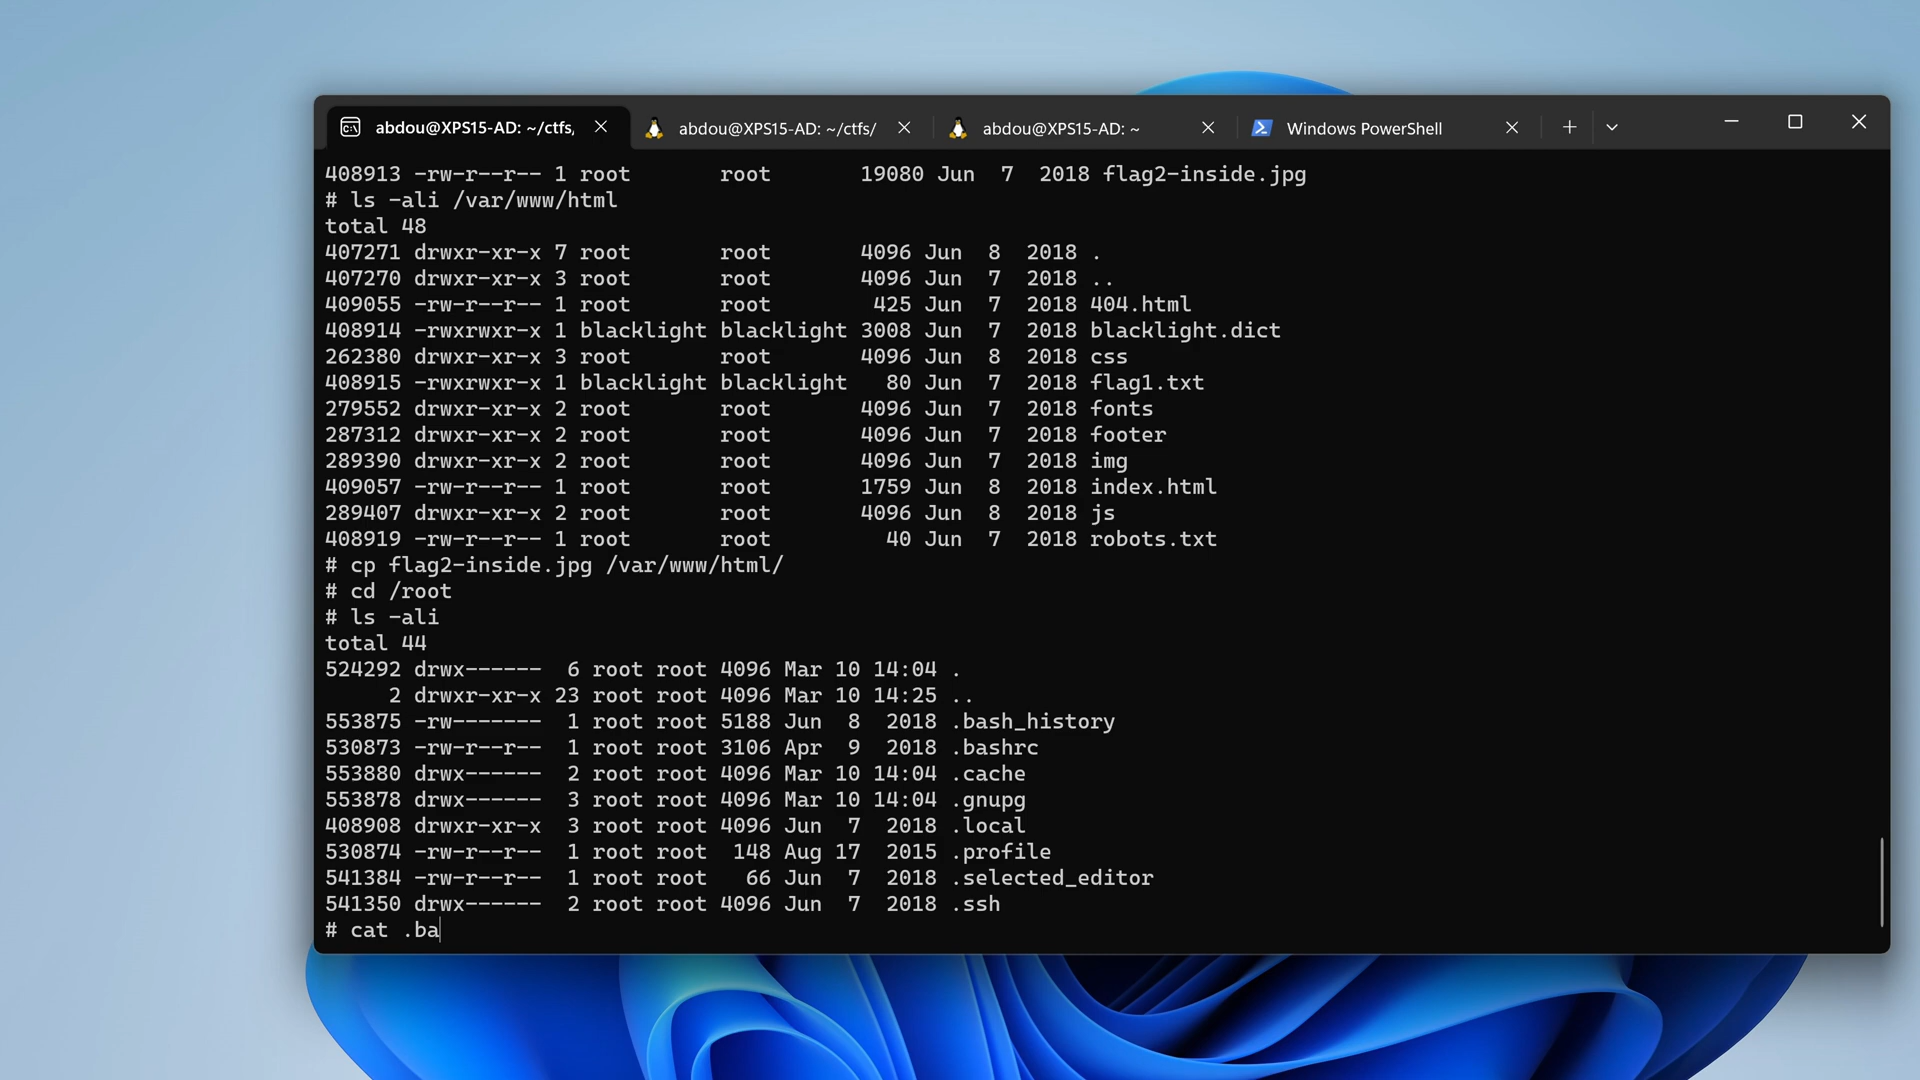 abdou@XPS15-AD: ~/ctfs, abdou@XPS15-AD: ~/ctfs/ abdou@XPS15-AD: ~ Windows PowerShell
408913 -rw-r--r-- 1 root       root       19080 Jun  7  2018 flag2-inside.jpg
# ls -ali /var/www/html
total 48
407271 drwxr-xr-x 7 root       root       4096 Jun  8  2018 .
407270 drwxr-xr-x 3 root       root       4096 Jun  7  2018 ..
409055 -rw-r--r-- 1 root       root        425 Jun  7  2018 404.html
408914 -rwxrwxr-x 1 blacklight blacklight 3008 Jun  7  2018 blacklight.dict
262380 drwxr-xr-x 3 root       root       4096 Jun  8  2018 css
408915 -rwxrwxr-x 1 blacklight blacklight   80 Jun  7  2018 flag1.txt
279552 drwxr-xr-x 2 root       root       4096 Jun  7  2018 fonts
287312 drwxr-xr-x 2 root       root       4096 Jun  7  2018 footer
289390 drwxr-xr-x 2 root       root       4096 Jun  7  2018 img
409057 -rw-r--r-- 1 root       root       1759 Jun  8  2018 index.html
289407 drwxr-xr-x 2 root       root       4096 Jun  8  2018 js
408919 -rw-r--r-- 1 root       root         40 Jun  7  2018 robots.txt
# cp flag2-inside.jpg /var/www/html/
# cd /root
# ls -ali
total 44
524292 drwx------  6 root root 4096 Mar 10 14:04 .
     2 drwxr-xr-x 23 root root 4096 Mar 10 14:25 ..
553875 -rw-------  1 root root 5188 Jun  8  2018 .bash_history
530873 -rw-r--r--  1 root root 3106 Apr  9  2018 .bashrc
553880 drwx------  2 root root 4096 Mar 10 14:04 .cache
553878 drwx------  3 root root 4096 Mar 10 14:04 .gnupg
408908 drwxr-xr-x  3 root root 4096 Jun  7  2018 .local
530874 -rw-r--r--  1 root root  148 Aug 17  2015 .profile
541384 -rw-r--r--  1 root root   66 Jun  7  2018 .selected_editor
541350 drwx------  2 root root 4096 Jun  7  2018 .ssh
# cat .ba